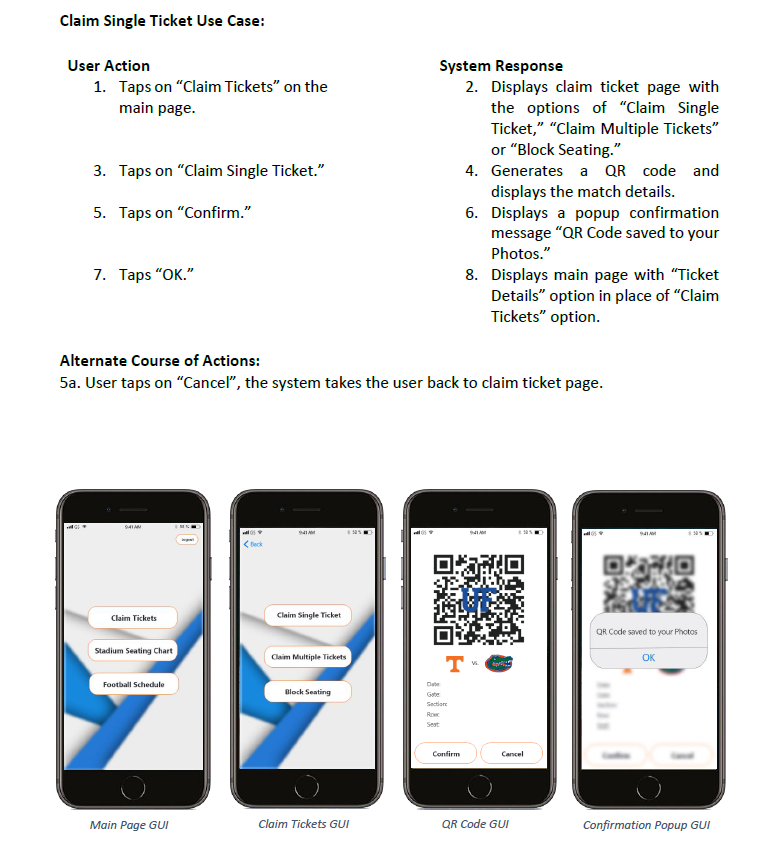 Claim Single Ticket Use Case:
User Action
1. Taps on “Claim Tickets” on the
main page.
System Response
2. Displays claim ticket page with
the options of “Claim Single
Ticket,” “Claim Multiple Tickets”
or “Block Seating.”
3. Taps on “Claim Single Ticket.”
4. Generates a QR code and
displays the match details.
5. Taps on “Confirm.”
6. Displays a popup confirmation
message “QR Code saved to your
Photos.”
7. Taps “OK.”
8. Displays main page with “Ticket
Details” option in place of “Claim
Tickets” option.
Alternate Course of Actions:
5a. User taps on “Cancel”, the system takes the user back to claim ticket page.
9:41 AM
Claim Tickets
Stadium Seating Chart
Football Schedule
Main Page GUI
9:41 AM
Back
Claim Single Ticket
Claim Multiple Tickets
Block Seating
Claim Tickets GUI
9:41 AM
UF
T vs.
Date:
Gate:
Section:
Row:
Seat:
Confirm Cancel
QR Code GUI
9:41 AM
QR Code saved to your Photos
OK
Confirmation Popup GUI